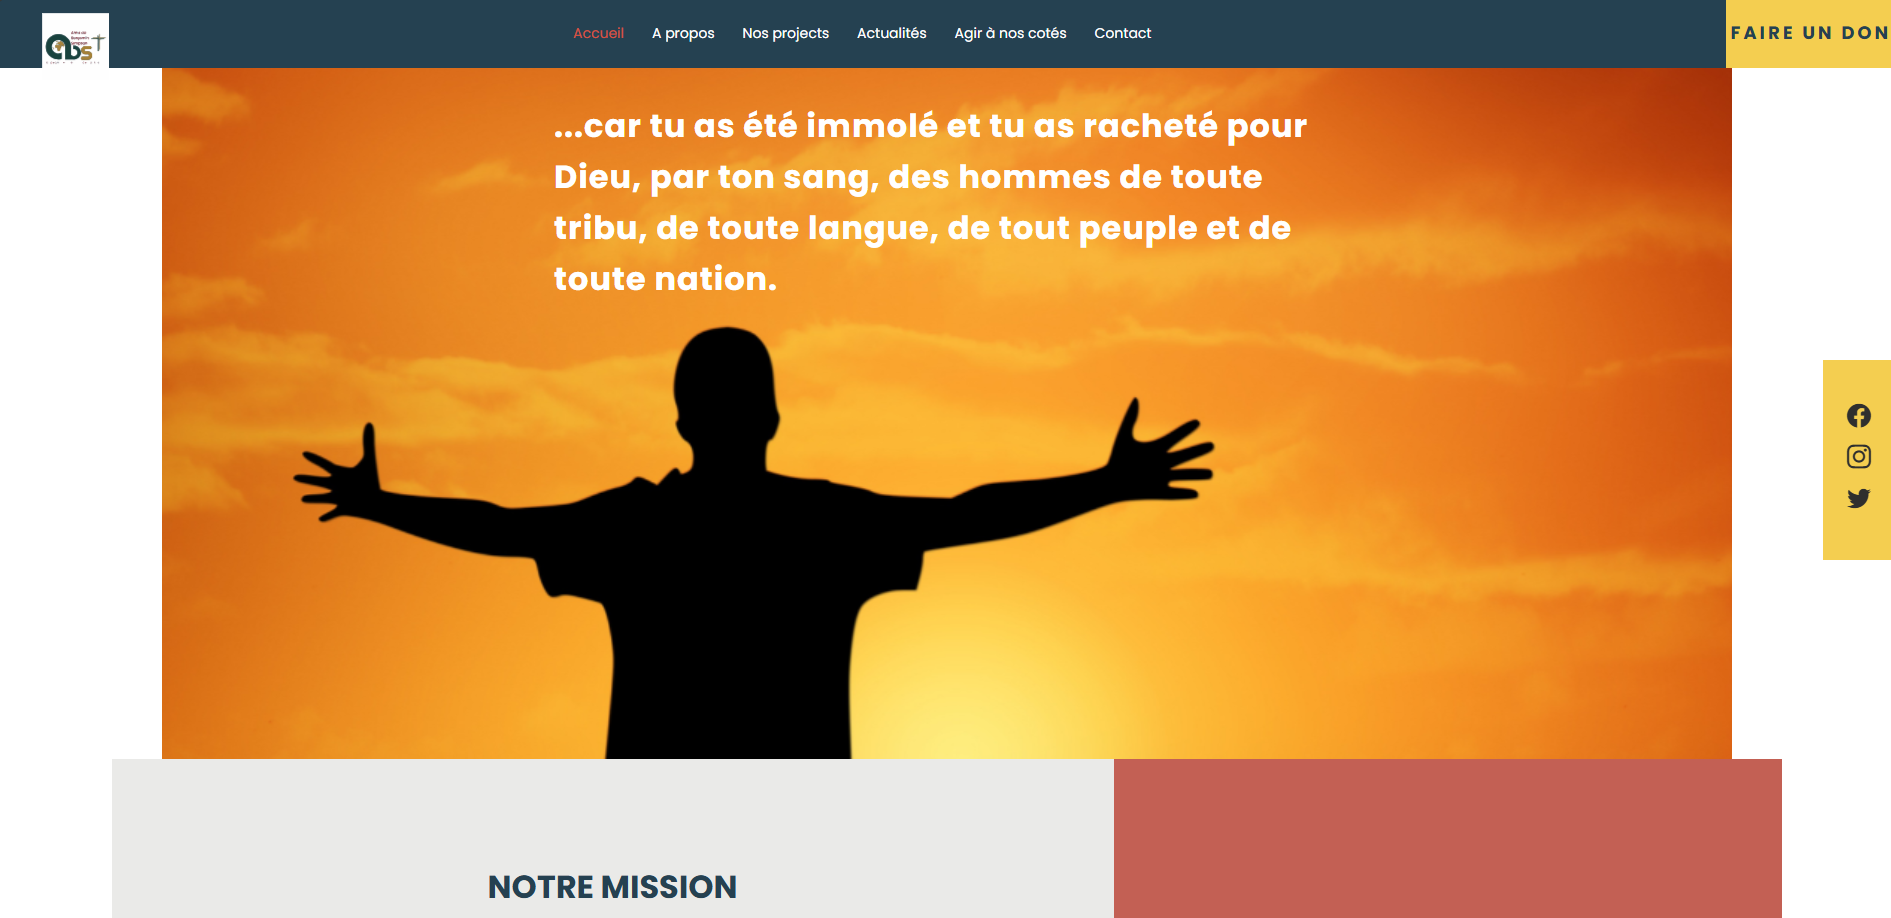 abs
Accueil
A propos
Nos projects
Actualités
Agir à nos cotés
Contact
FAIRE UN DON
...car tu as été immolé et tu as racheté pour
Dieu, par ton sang, des hommes de toute
tribu, de toute langue, de tout peuple et de
toute nation.
NOTRE MISSION